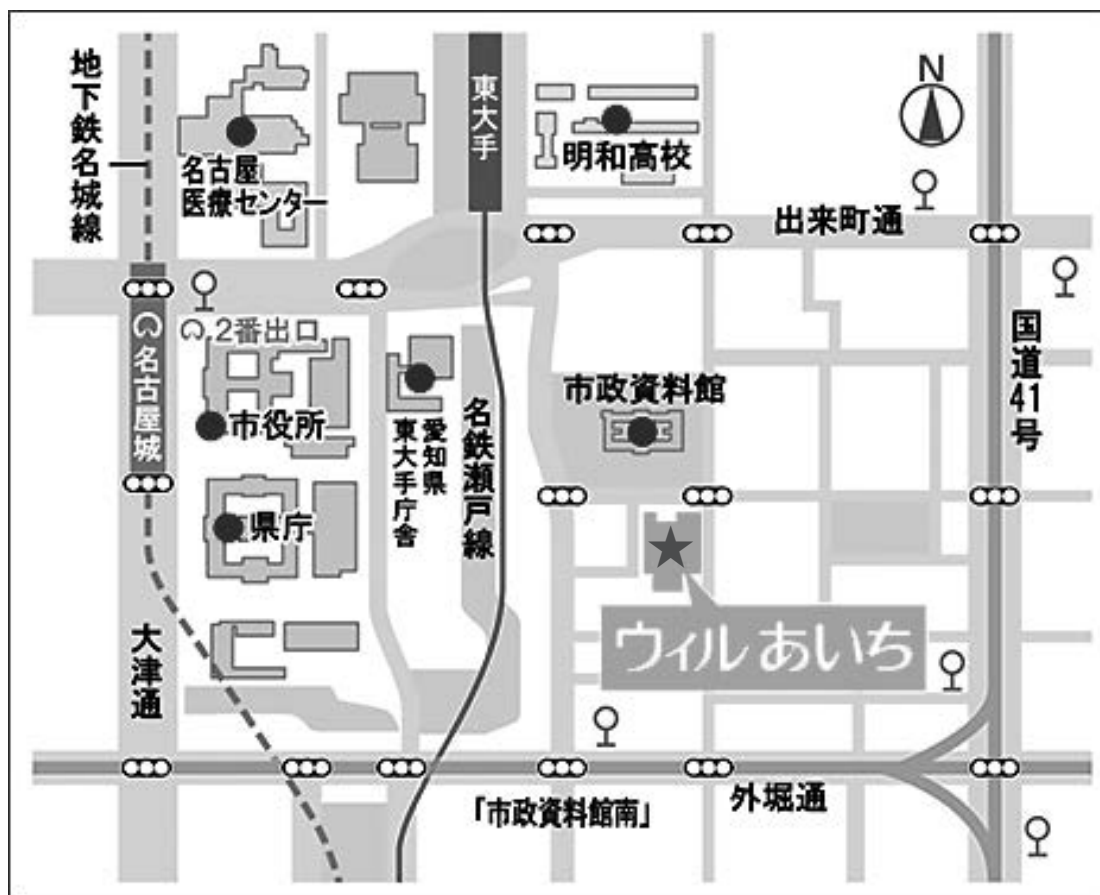 地下鉄名城線
名古屋
医療センター
東大手
明和高校
N
出来町通
2番出口
名古屋城
市役所
愛知県
東大手庁舎
名鉄瀬戸線
市政資料館
国道41号
県庁
ウィルあいち
大津通
「市政資料館南」
外堀通